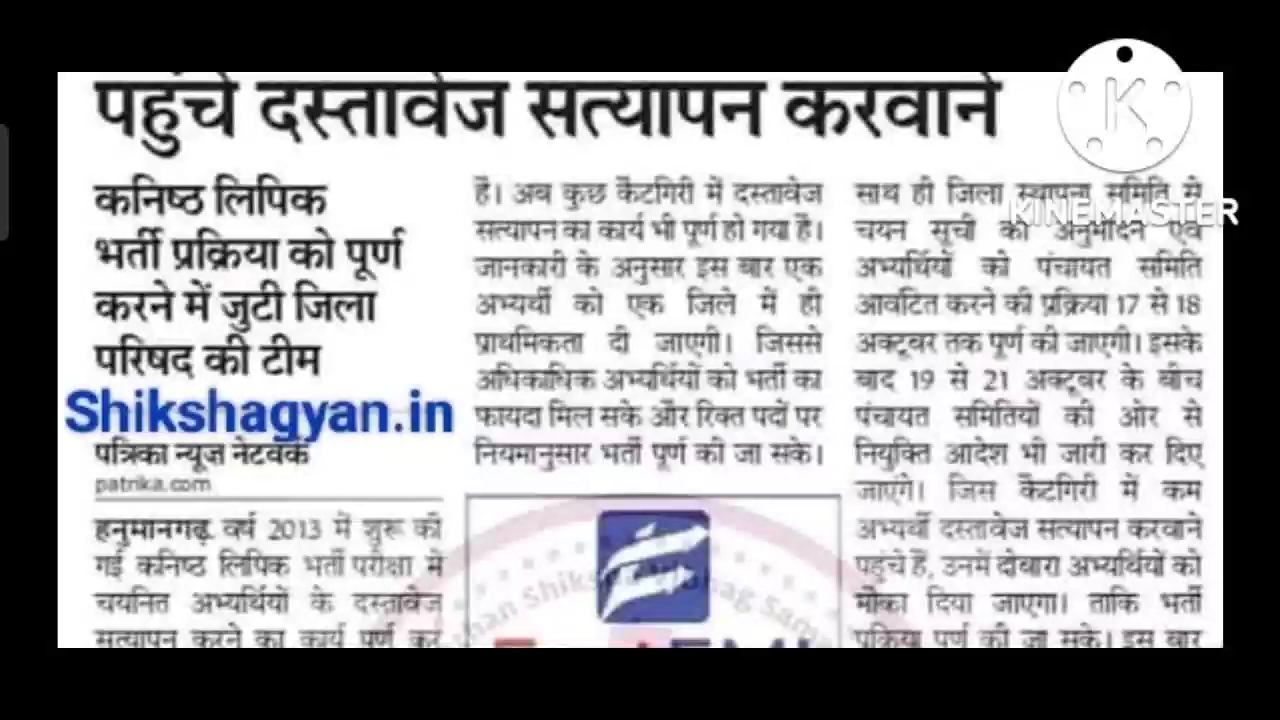 पहुंचे दस्तावेज सत्यापन करवाने
कनिष्ठ लिपिक
भर्ती प्रक्रिया को पूर्ण
करने में जुटी जिला
परिषद की टीम
Shikshagyan.in
पत्रिका न्यूज नेटवर्क
patrika.com
हनुमानगढ़. वर्ष 2013 में शुरू की
गई कनिष्ठ लिपिक भर्ती परीक्षा में
चयनित अभ्यर्थियों के दस्तावेज
सत्यापन करने का कार्य पूर्ण कर
है। अब कुछ कैटगिरी में दस्तावेज
सत्यापन का कार्य भी पूर्ण हो गया है।
जानकारी के अनुसार इस बार एक
अभ्यर्थी को एक जिले में ही
प्राथमिकता दी जाएगी। जिससे
अधिकाधिक अभ्यर्थियों को भर्ती का
फायदा मिल सके और रिक्त पदों पर
नियमानुसार भर्ती पूर्ण की जा सके।
साथ ही जिला स्थापना समिति से
चयन सूची का अनुमोदन एवं
अभ्यर्थियों को पंचायत समिति
आवंटित करने की प्रक्रिया 17 से 18
अक्टूबर तक पूर्ण की जाएगी। इसके
बाद 19 से 21 अक्टूबर के बीच
पंचायत समितियों की ओर से
नियुक्ति आदेश भी जारी कर दिए
जाएंगे। जिस कैटगिरी में कम
अभ्यर्थी दस्तावेज सत्यापन करवाने
पहुंचे हैं, उनमें दोबारा अभ्यर्थियों को
मौका दिया जाएगा। ताकि भर्ती
प्रक्रिया पूर्ण की जा सके। इस बार
KINEMASTER